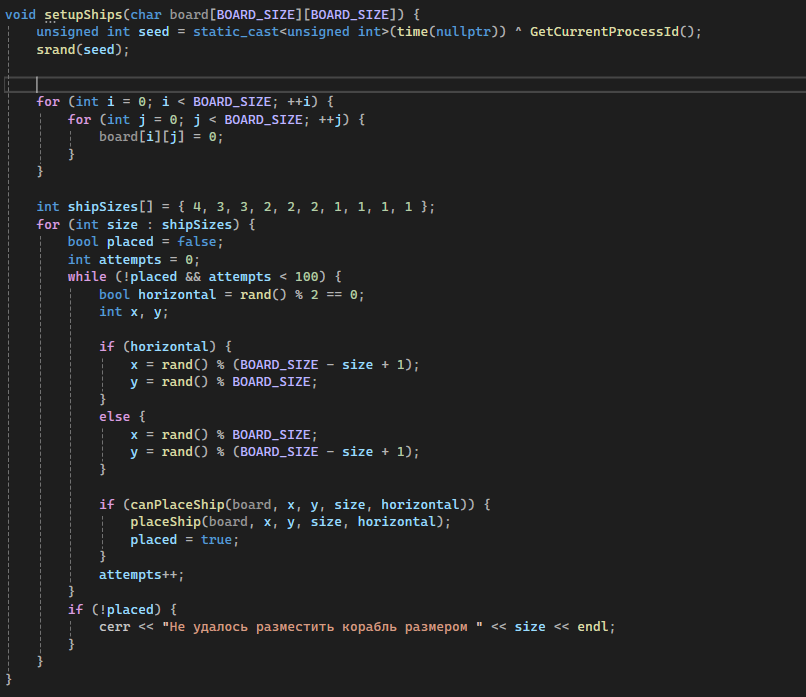 void setupShips(char board[BOARD_SIZE][BOARD_SIZE]) {
    unsigned int seed = static_cast<unsigned int>(time(nullptr)) ^ GetCurrentProcessId();
    srand(seed);

    for (int i = 0; i < BOARD_SIZE; ++i) {
        for (int j = 0; j < BOARD_SIZE; ++j) {
            board[i][j] = 0;
        }
    }

    int shipSizes[] = { 4, 3, 3, 2, 2, 2, 1, 1, 1, 1 };
    for (int size : shipSizes) {
        bool placed = false;
        int attempts = 0;
        while (!placed && attempts < 100) {
            bool horizontal = rand() % 2 == 0;
            int x, y;

            if (horizontal) {
                x = rand() % (BOARD_SIZE - size + 1);
                y = rand() % BOARD_SIZE;
            }
            else {
                x = rand() % BOARD_SIZE;
                y = rand() % (BOARD_SIZE - size + 1);
            }

            if (canPlaceShip(board, x, y, size, horizontal)) {
                placeShip(board, x, y, size, horizontal);
                placed = true;
            }
            attempts++;
        }
        if (!placed) {
            cerr << "Не удалось разместить корабль размером " << size << endl;
        }
    }
}